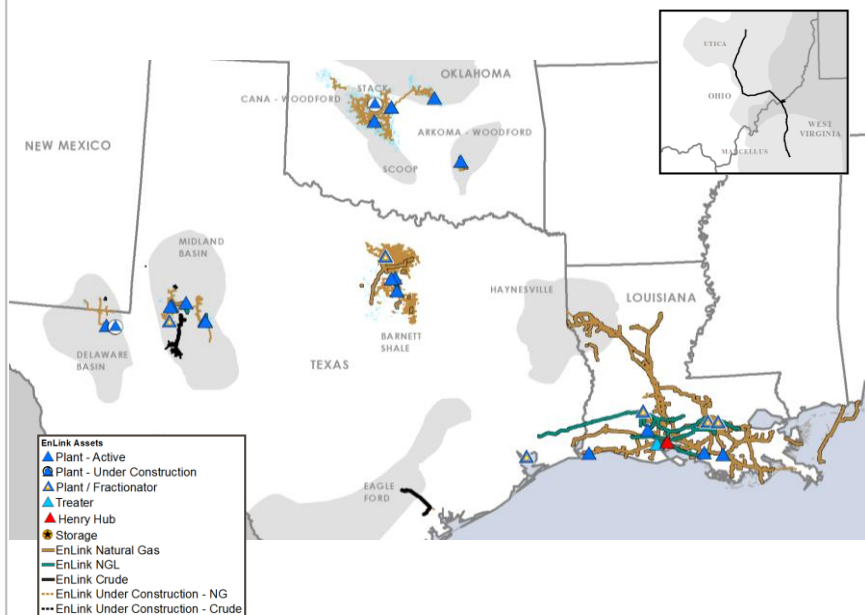 UTICA
OHIO
WEST
VIRGINIA
MARCELLUS
OKLAHOMA
STACK
CANA - WOODFORD
ARKOMA - WOODFORD
SCOOP
NEW MEXICO
MIDLAND
BASIN
HAYNESVILLE
LOUISIANA
BARNETT
SHALE
TEXAS
DELAWARE
BASIN
EAGLE
FORD
EnLink Assets
Plant - Active
Plant - Under Construction
Plant / Fractionator
Treater
Henry Hub
Storage
EnLink Natural Gas
EnLink NGL
EnLink Crude
EnLink Under Construction - NG
EnLink Under Construction - Crude